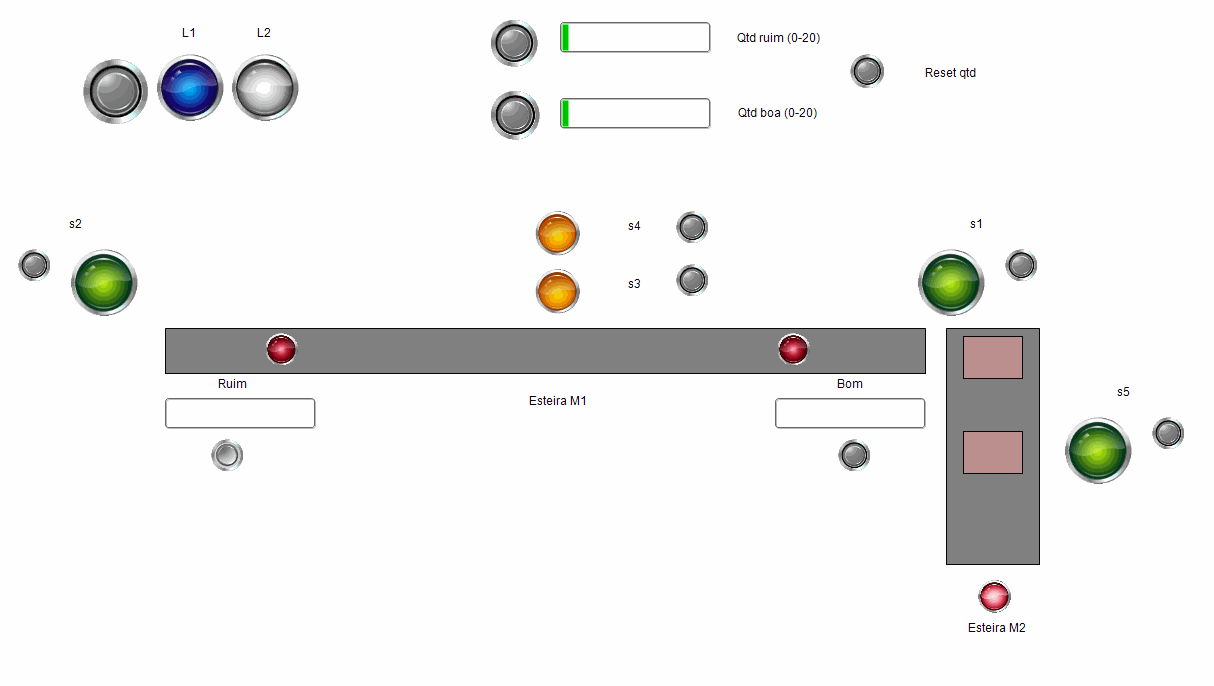 L1
L2
Qtd ruim (0-20)
Reset qtd
Qtd boa (0-20)
s2
s4
s1
s3
Ruim
Bom
Esteira M1
s5
Esteira M2